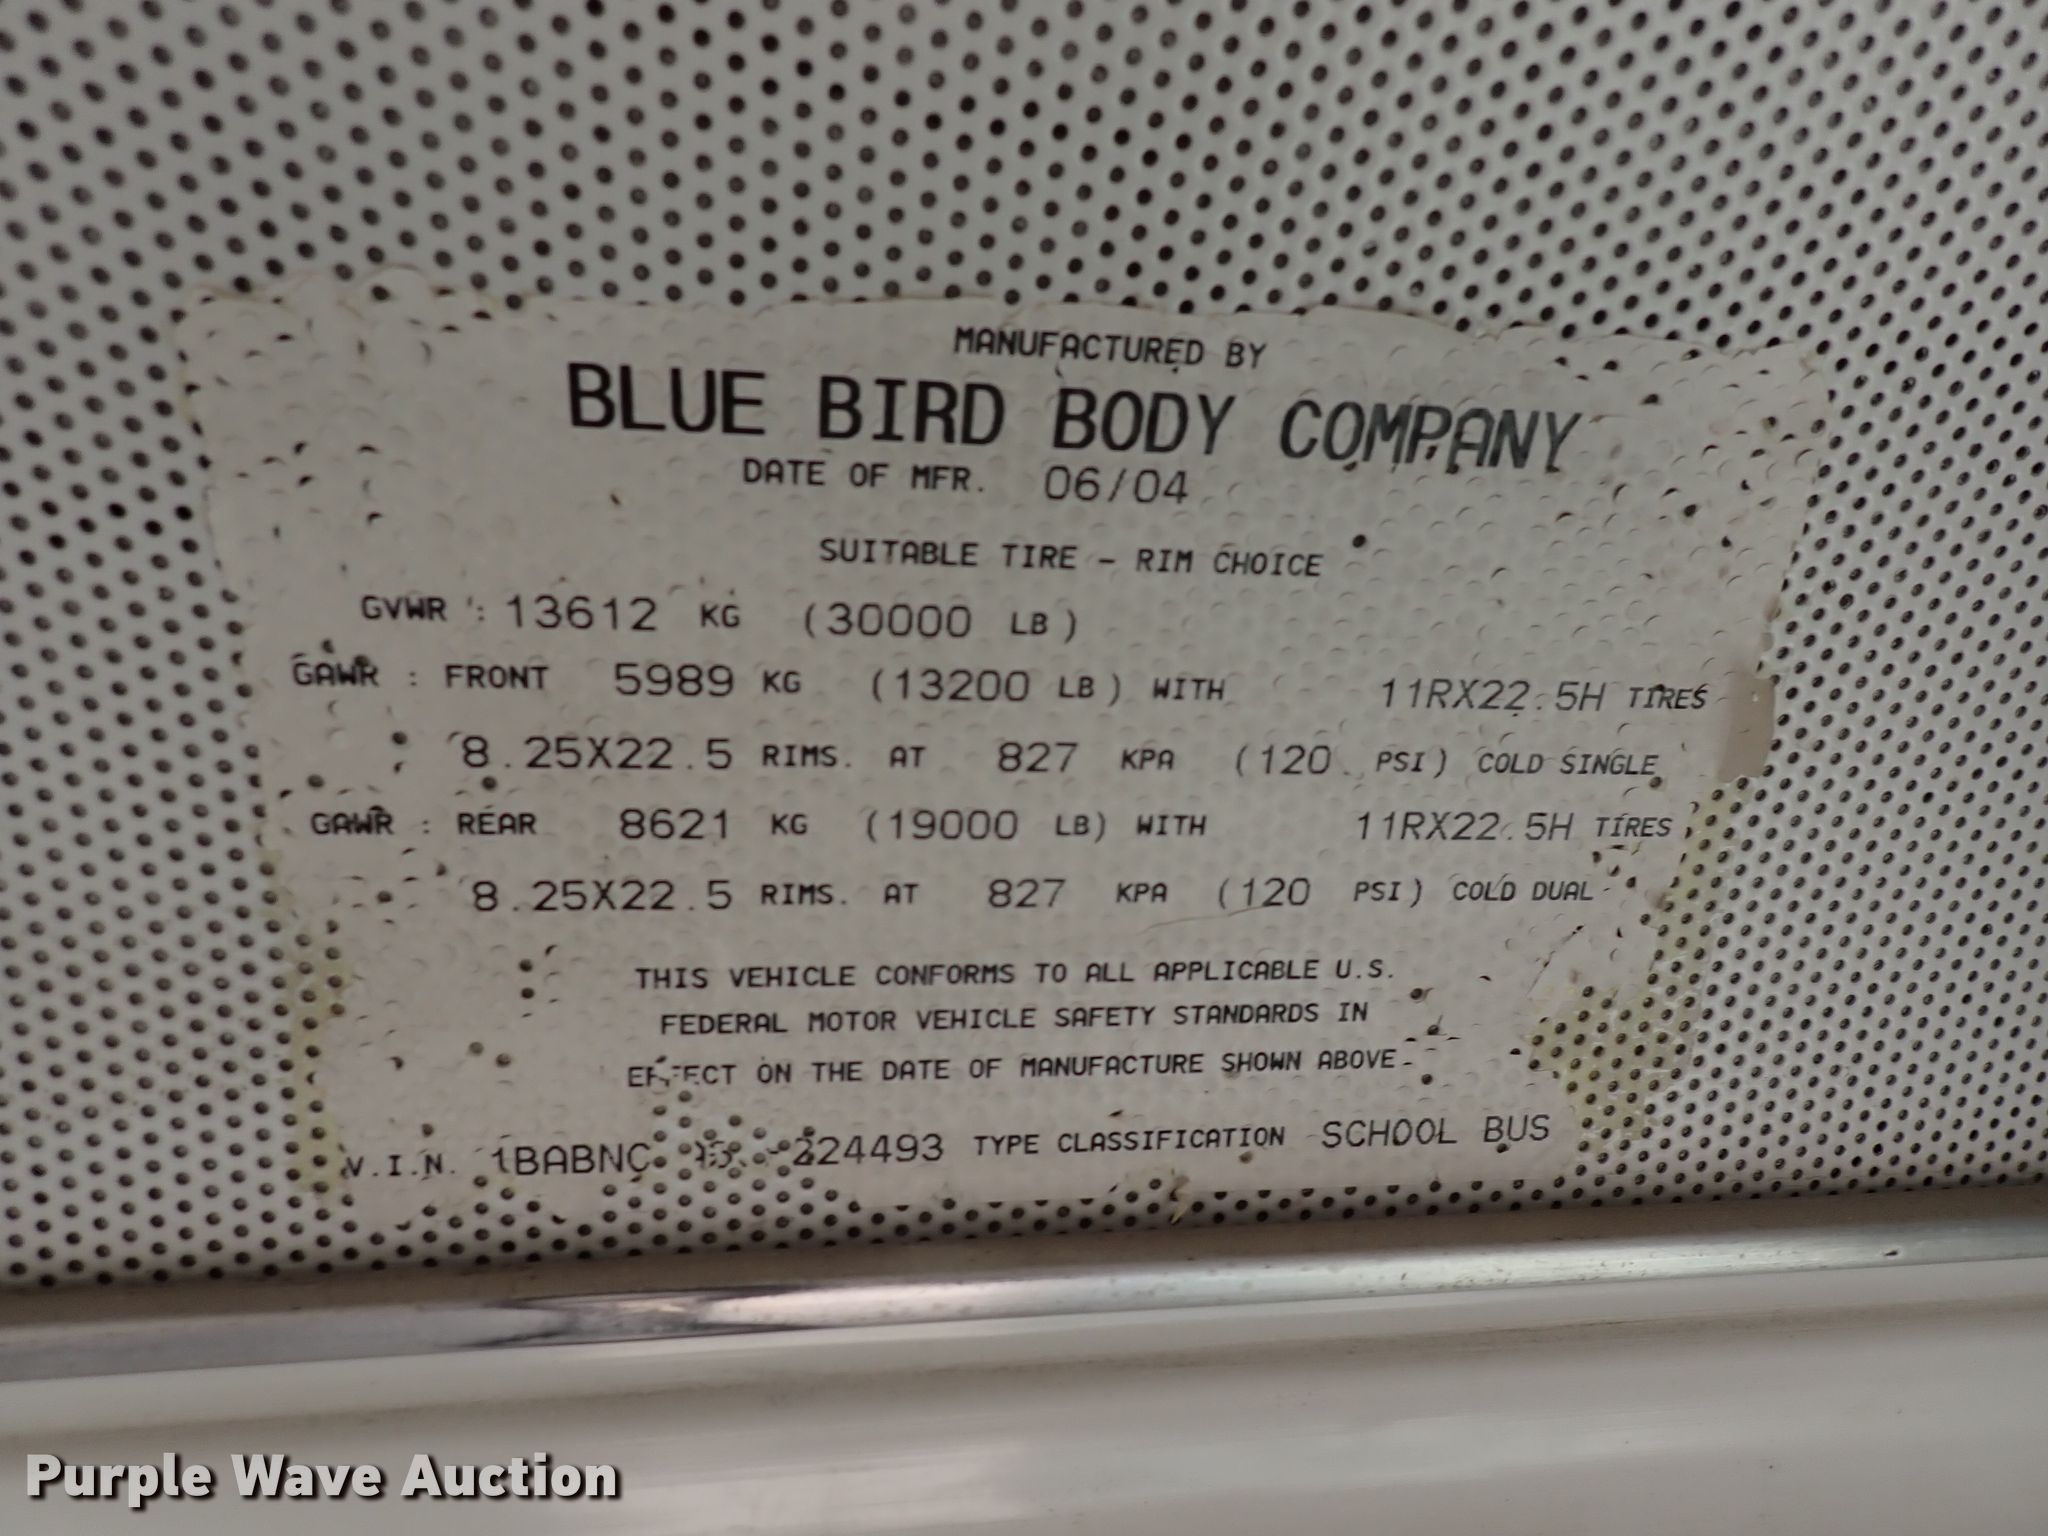 MANUFACTURED BY
BLUE BIRD BODY COMPANY
DATE OF MFR. 06/04
SUITABLE TIRE - RIM CHOICE
GVWR : 13612 KG (30000 LB)
GAWR : FRONT 5989 KG (13200 LB) WITH 11RX22.5H TIRES
8.25X22.5 RIMS. AT 827 KPA (120 PSI) COLD SINGLE
GAWR : REAR 8621 KG (19000 LB) WITH 11RX22.5H TIRES
8.25X22.5 RIMS. AT 827 KPA (120 PSI) COLD DUAL
THIS VEHICLE CONFORMS TO ALL APPLICABLE U.S.
FEDERAL MOTOR VEHICLE SAFETY STANDARDS IN
EFFECT ON THE DATE OF MANUFACTURE SHOWN ABOVE.
V.I.N. 1BABNC 224493 TYPE CLASSIFICATION SCHOOL BUS
Purple Wave Auction